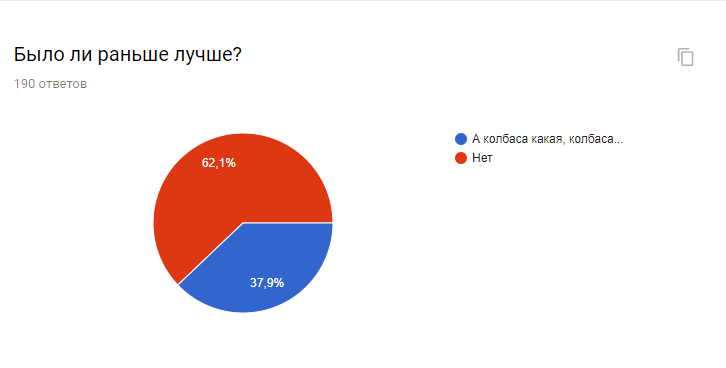 Было ли раньше лучше?
190 ответов
А колбаса какая, колбаса...
Нет
62,1%
37,9%